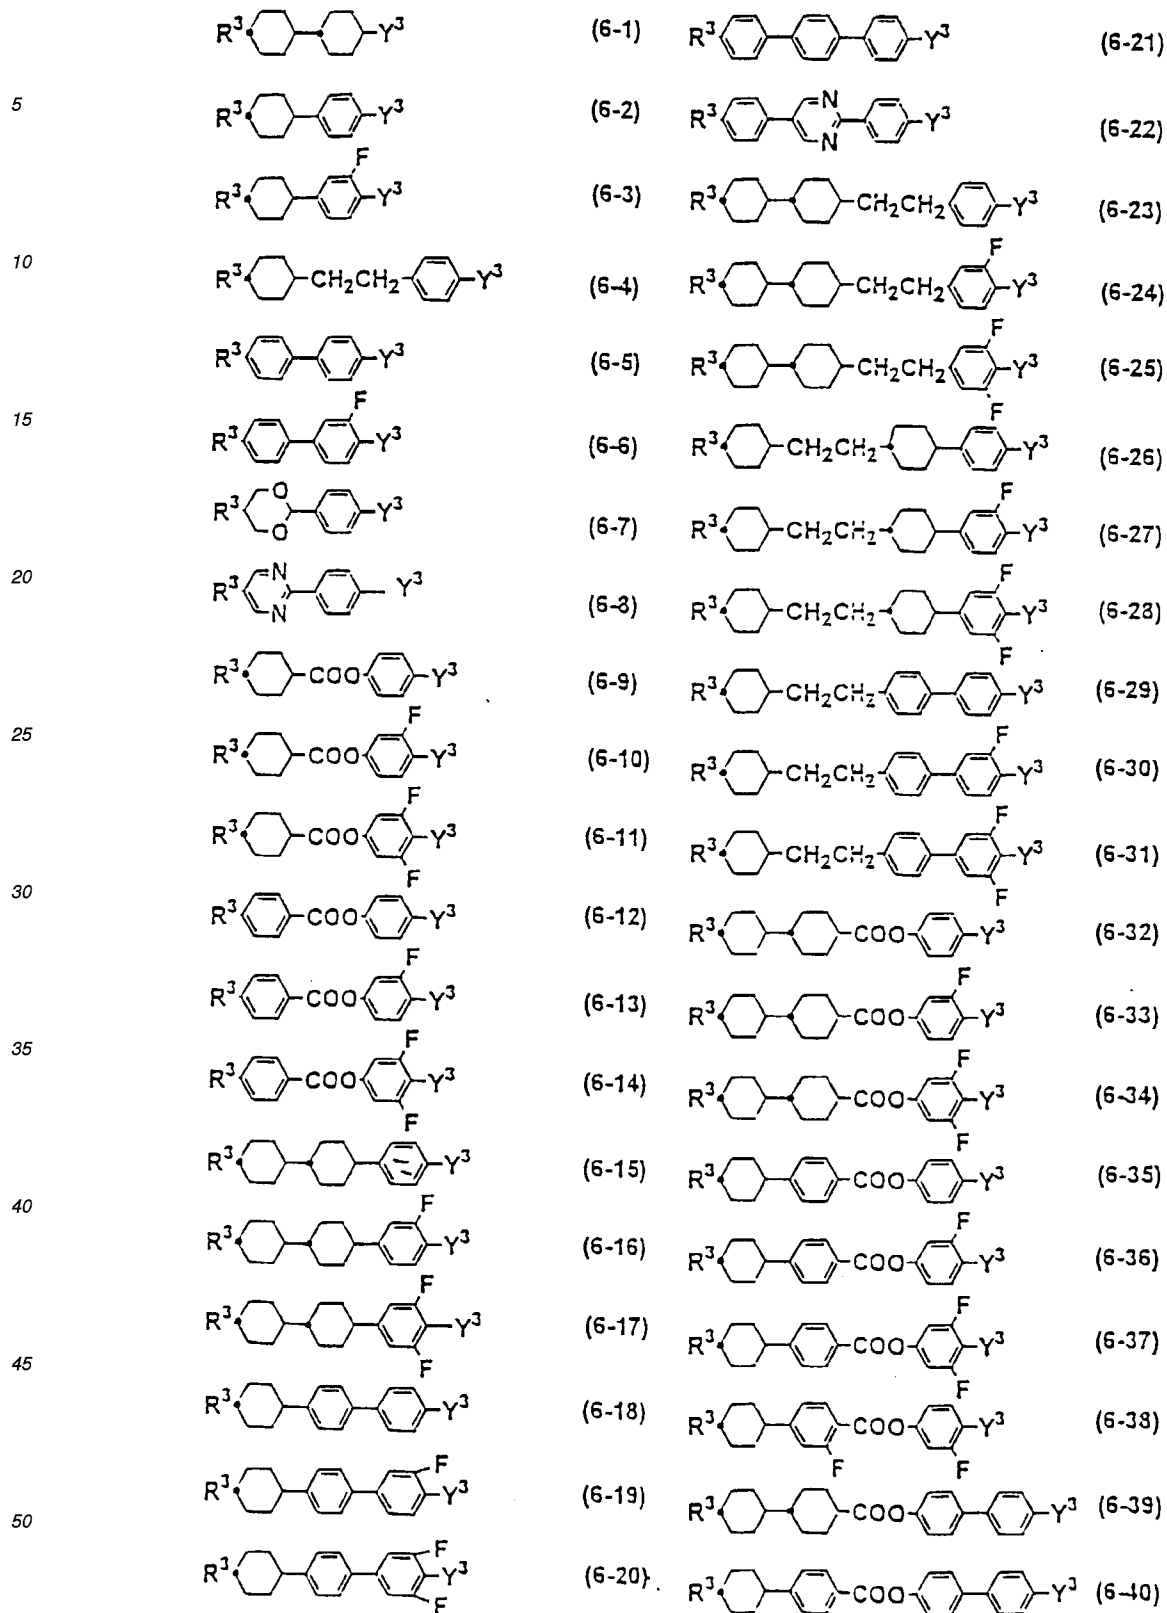 R³ Y³ (6-1)
5 R³ Y³ (6-2)
R³ F Y³ (6-3)
10 R³ CH₂CH₂ Y³ (6-4)
R³ Y³ (6-5)
15 R³ F Y³ (6-6)
R³ O O Y³ (6-7)
20 R³ N N Y³ (6-8)
R³ COO Y³ (6-9)
25 R³ COO F Y³ (6-10)
R³ COO F Y³ F (6-11)
30 R³ COO Y³ (6-12)
R³ COO F Y³ (6-13)
35 R³ COO F Y³ F (6-14)
R³ Y³ (6-15)
40 R³ F Y³ (6-16)
R³ F Y³ F (6-17)
45 R³ Y³ (6-18)
R³ F Y³ (6-19)
50 R³ F Y³ F (6-20)
R³ Y³ (6-21)
R³ N N Y³ (6-22)
R³ CH₂CH₂ Y³ (6-23)
R³ CH₂CH₂ F Y³ (6-24)
R³ CH₂CH₂ F Y³ F (6-25)
R³ CH₂CH₂ Y³ (6-26)
R³ CH₂CH₂ F Y³ (6-27)
R³ CH₂CH₂ F Y³ F (6-28)
R³ CH₂CH₂ Y³ (6-29)
R³ CH₂CH₂ F Y³ (6-30)
R³ CH₂CH₂ F Y³ F (6-31)
R³ COO Y³ (6-32)
R³ COO F Y³ (6-33)
R³ COO F Y³ F (6-34)
R³ COO Y³ (6-35)
R³ COO F Y³ (6-36)
R³ COO F Y³ F (6-37)
R³ F COO Y³ F (6-38)
R³ COO Y³ (6-39)
R³ COO Y³ (6-40)